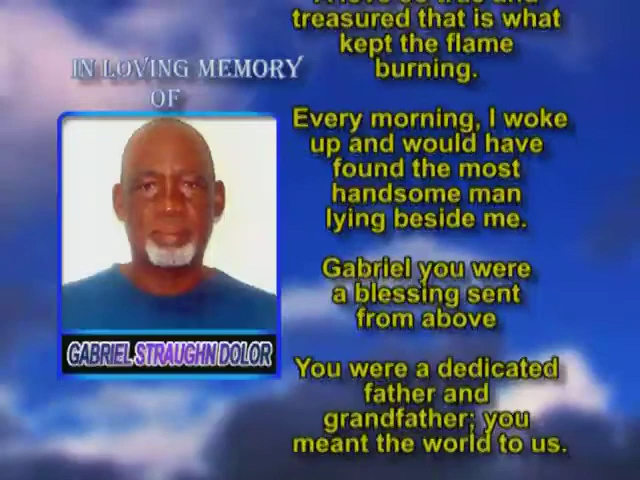 IN LOVING MEMORY
OF
GABRIEL STRAUGHN DOLOR
treasured that is what
kept the flame
burning.
Every morning, I woke
up and would have
found the most
handsome man
lying beside me.
Gabriel you were
a blessing sent
from above
You were a dedicated
father and
grandfather; you
meant the world to us.